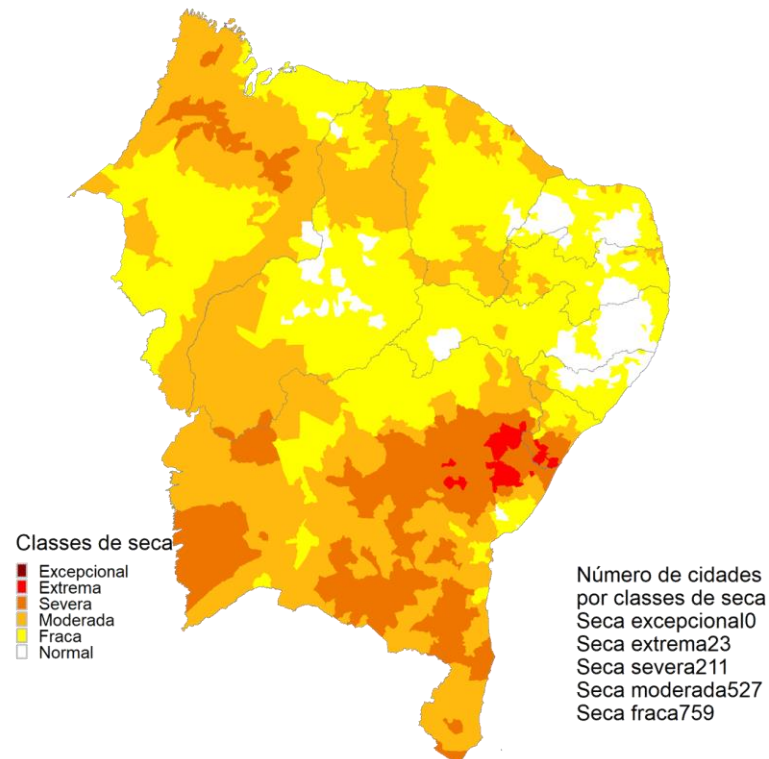 Classes de seca
Excepcional
Extrema
Severa
Moderada
Fraca
Normal
Número de cidades
por classes de seca
Seca excepcional0
Seca extrema23
Seca severa211
Seca moderada527
Seca fraca759